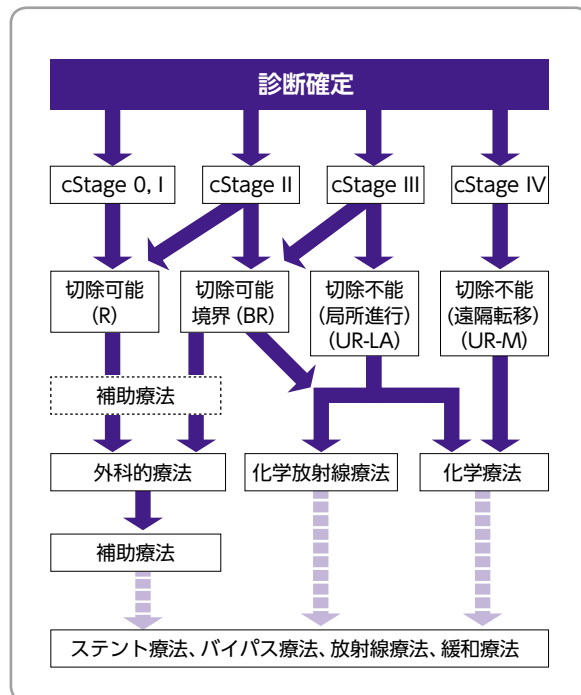 診断確定
cStage 0, I
cStage II
cStage III
cStage IV
切除可能
(R)
切除可能
境界 (BR)
切除不能
(局所進行)
(UR-LA)
切除不能
(遠隔転移)
(UR-M)
補助療法
外科的療法
化学放射線療法
化学療法
補助療法
ステント療法、バイパス療法、放射線療法、緩和療法